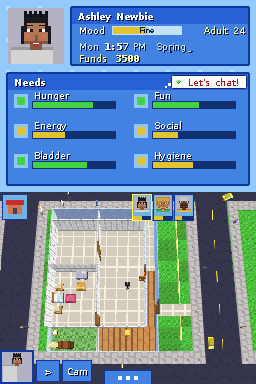 Ashley Newbie
Mood Fine Adult 24
Mon 1:57 PM Spring
Funds 3500
Needs
Let's chat!
Hunger Fun
Energy Social
Bladder Hygiene
> Cam
...